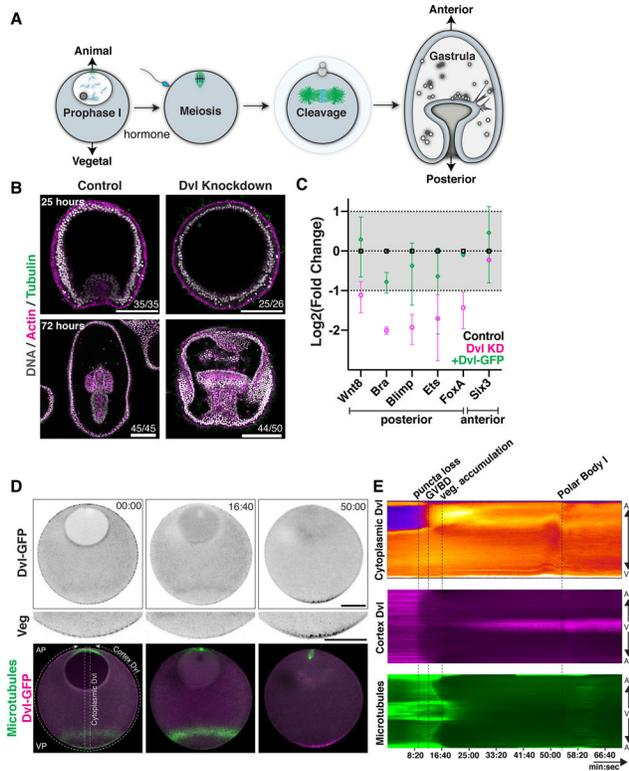 A
Animal
Prophase I
Vegetal
hormone
Meiosis
Cleavage
Anterior
Gastrula
Posterior
B
Control
Dvl Knockdown
DNA / Actin / Tubulin
25 hours
35/35
25/26
72 hours
45/45
44/50
C
Log2(Fold Change)
1
0
-1
-2
Control
Dvl KD
+Dvl-GFP
Wnt8
Bra
Blimp
Ets
FoxA
Six3
posterior
anterior
D
Dvl-GFP
00:00
16:40
50:00
Veg
Microtubules
Dvl-GFP
AP
Cortex Dvl
Cytoplasmic Dvl
VP
E
puncta loss
GVBD
veg. accumulation
Polar Body I
Cytoplasmic Dvl
A
V
Cortex Dvl
A
V
A
Microtubules
A
V
A
8:20
16:40
25:00
33:20
41:40
50:00
58:20
66:40
min:sec